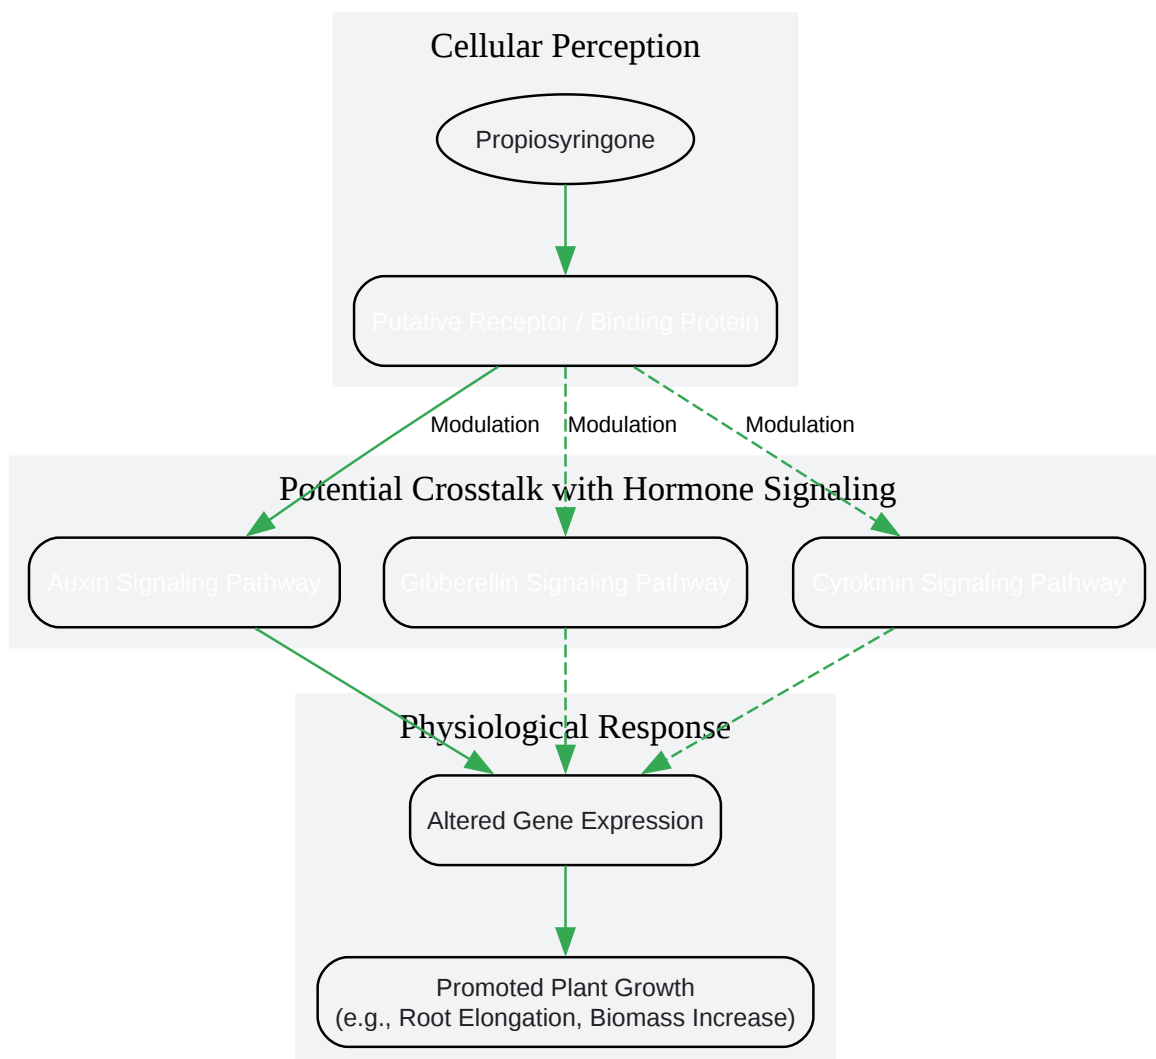 Cellular Perception
Propiosyringone
Putative Receptor / Binding Protein
Modulation
Modulation
Modulation
Potential Crosstalk with Hormone Signaling
Auxin Signaling Pathway
Gibberellin Signaling Pathway
Cytokinin Signaling Pathway
Physiological Response
Altered Gene Expression
Promoted Plant Growth
(e.g., Root Elongation, Biomass Increase)